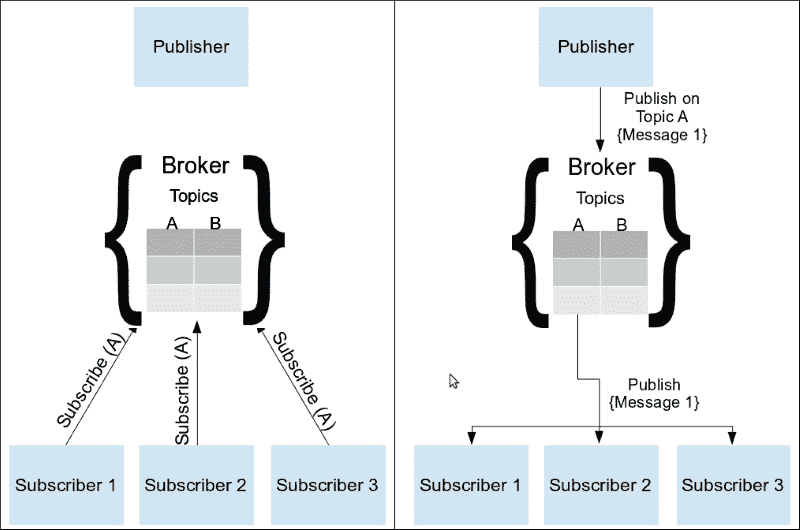 Publisher
Broker
Topics
A B
Subscribe (A)
Subscribe (A)
Subscribe (A)
Subscriber 1
Subscriber 2
Subscriber 3
Publisher
Publish on
Topic A
{Message 1}
Broker
Topics
A B
Publish
{Message 1}
Subscriber 1
Subscriber 2
Subscriber 3